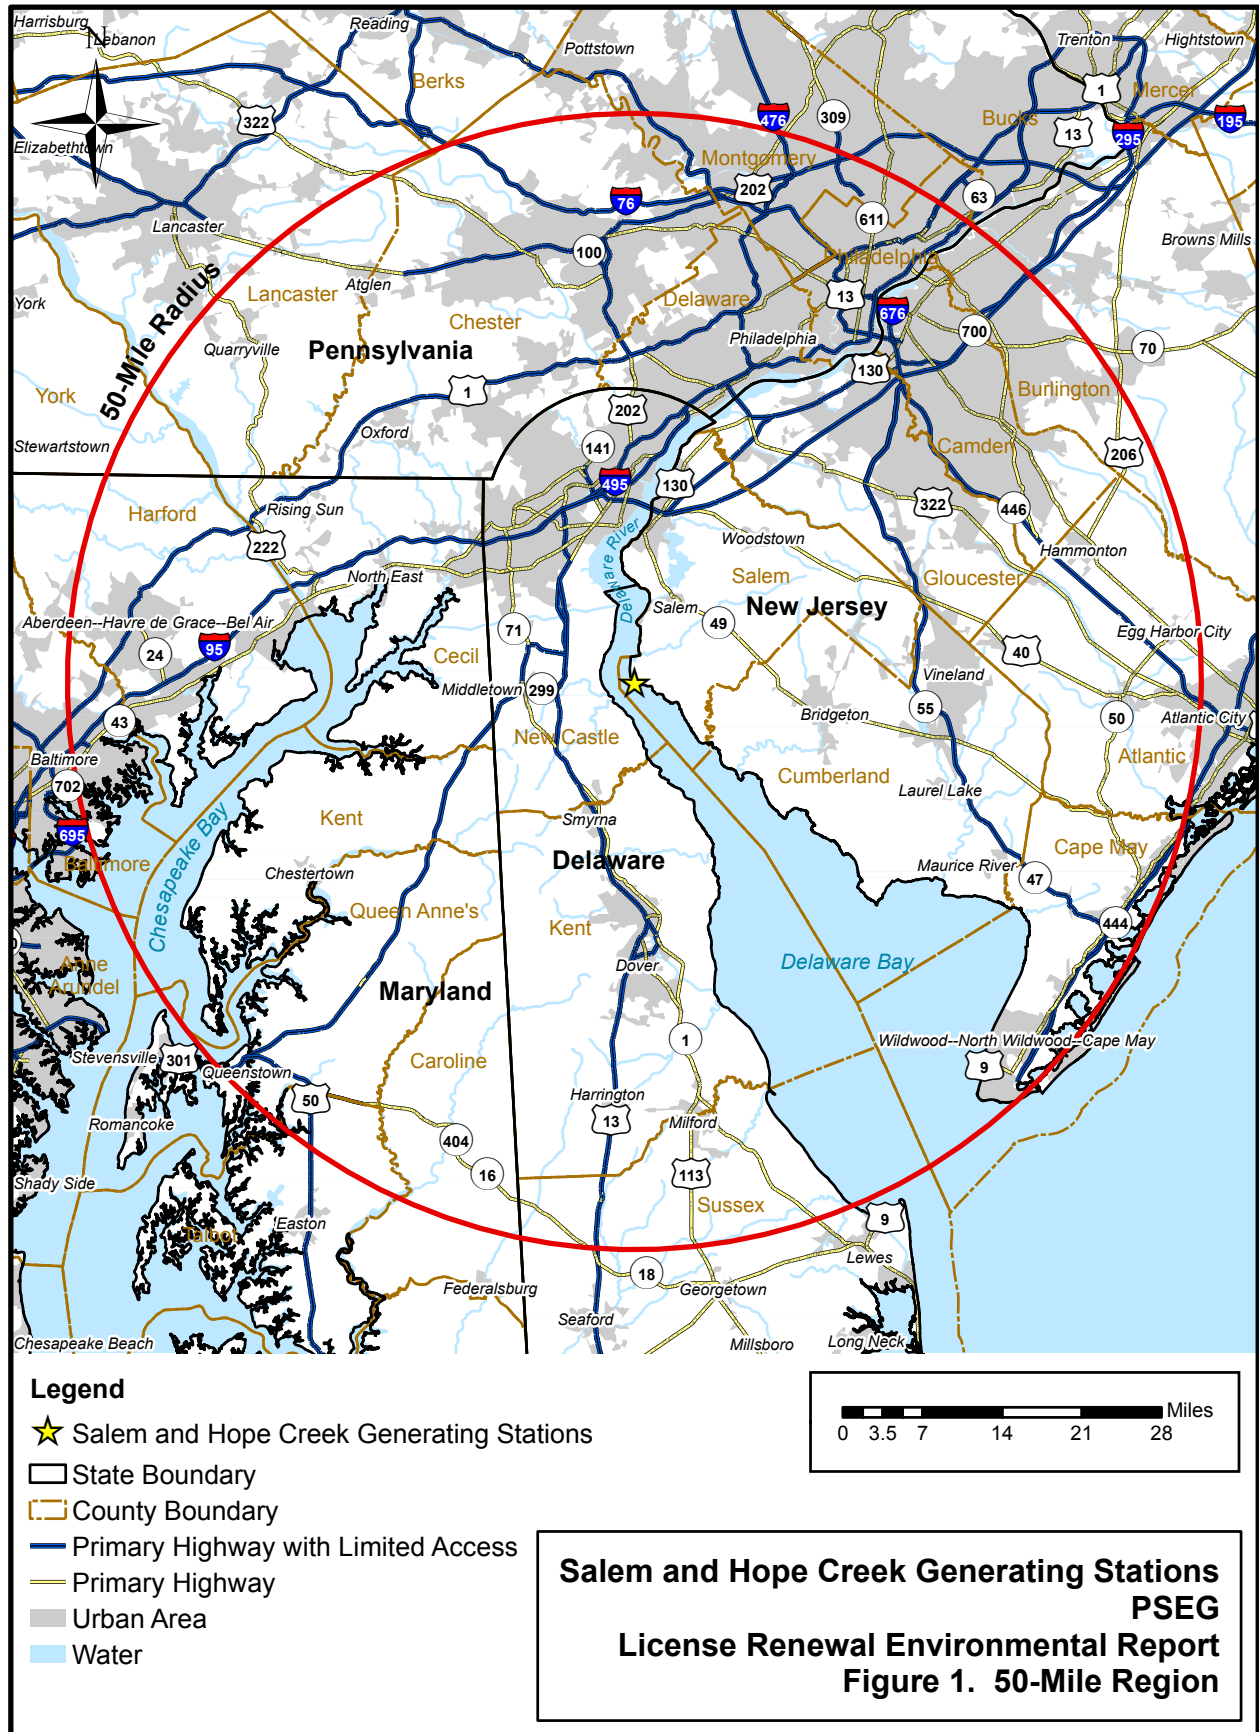 Harrisburg
N
Lebanon
Reading
Pottstown
Trenton
Hightstown
Berks
Bucks
Mercer
1
13
295
195
322
476
309
Elizabethtown
Montgomery
202
76
63
611
Lancaster
100
Browns Mills
Philadelphia
York
50-Mile Radius
Lancaster
Atglen
Delaware
13
676
Chester
Quarryville
Pennsylvania
Philadelphia
700
70
130
York
1
Burlington
202
Stewartstown
Oxford
141
Camden
206
495
130
322
446
Harford
Rising Sun
222
Woodstown
Hammonton
Delaware River
North East
Salem
Gloucester
Salem
New Jersey
Aberdeen--Havre de Grace--Bel Air
71
49
Egg Harbor City
24
95
Cecil
40
Middletown
299
Vineland
43
Bridgeton
55
50
Atlantic City
New Castle
Baltimore
Atlantic
702
Cumberland
Laurel Lake
695
Kent
Smyrna
Baltimore
Chesapeake Bay
Delaware
Cape May
Chestertown
Maurice River
47
Queen Anne's
Kent
444
Anne
Arundel
Dover
Delaware Bay
Maryland
Stevensville
301
Queenstown
Caroline
1
Wildwood--North Wildwood--Cape May
9
50
Harrington
Romancoke
13
Milford
404
16
113
Shady Side
Sussex
Talbot
Easton
9
Lewes
18
Federalsburg
Georgetown
Seaford
Chesapeake Beach
Millsboro
Long Neck
Legend
Salem and Hope Creek Generating Stations
State Boundary
County Boundary
Primary Highway with Limited Access
Primary Highway
Urban Area
Water
Miles
0 3.5 7 14 21 28
Salem and Hope Creek Generating Stations
PSEG
License Renewal Environmental Report
Figure 1. 50-Mile Region